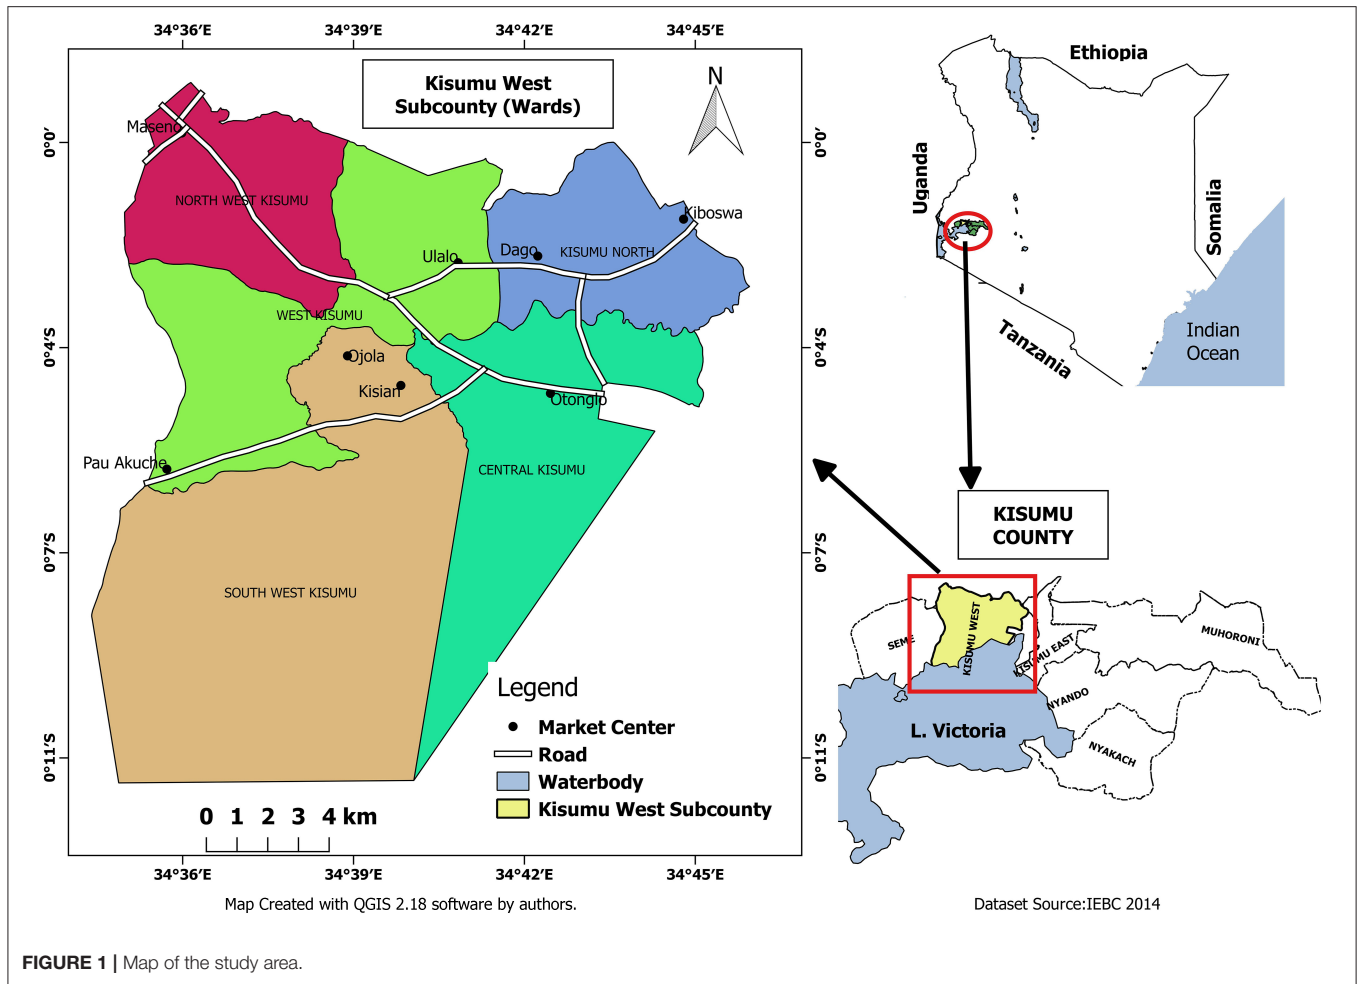 34°36′E 34°39′E 34°42′E 34°45′E
Kisumu West
Subcounty (Wards)
N
0°0′
0°4′S
0°7′S
0°11′S
0°0′
0°4′S
0°7′S
0°11′S
Maseno
NORTH WEST KISUMU
Kiboswa
Ulalo
Dago
KISUMU NORTH
WEST KISUMU
Ojola
Kisian
Otonglo
Pau Akuche
CENTRAL KISUMU
SOUTH WEST KISUMU
Legend
Market Center
Road
Waterbody
Kisumu West Subcounty
0 1 2 3 4 km
34°36′E 34°39′E 34°42′E 34°45′E
Ethiopia
Uganda
Somalia
Tanzania
Indian
Ocean
KISUMU
COUNTY
SEME
KISUMU WEST
KISUMU EAST
MUHORONI
NYANDO
NYAKACH
L. Victoria
Map Created with QGIS 2.18 software by authors.
Dataset Source:IEBC 2014
FIGURE 1 | Map of the study area.